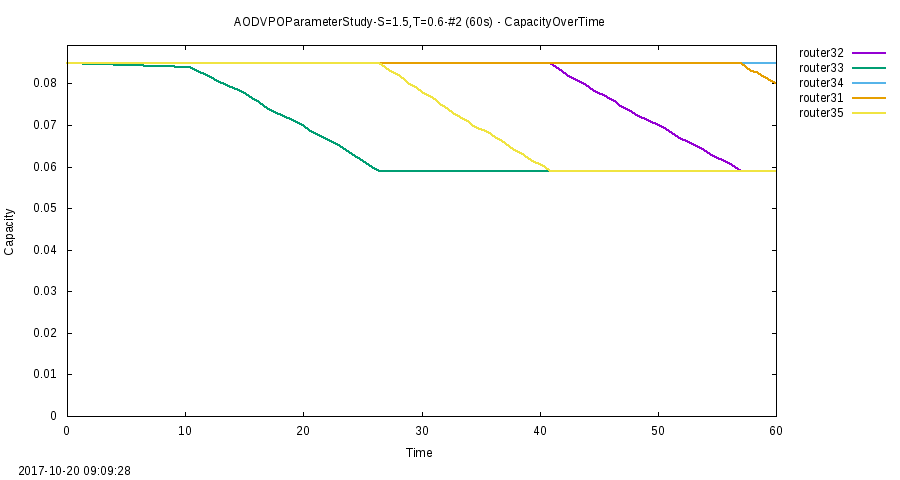 AODVPOParameterStudy-S=1.5,T=0.6-#2 (60s) - CapacityOverTime
router32
router33
router34
router31
router35
0.08
0.07
0.06
0.05
0.04
0.03
0.02
0.01
0
Capacity
0 10 20 30 40 50 60
Time
2017-10-20 09:09:28